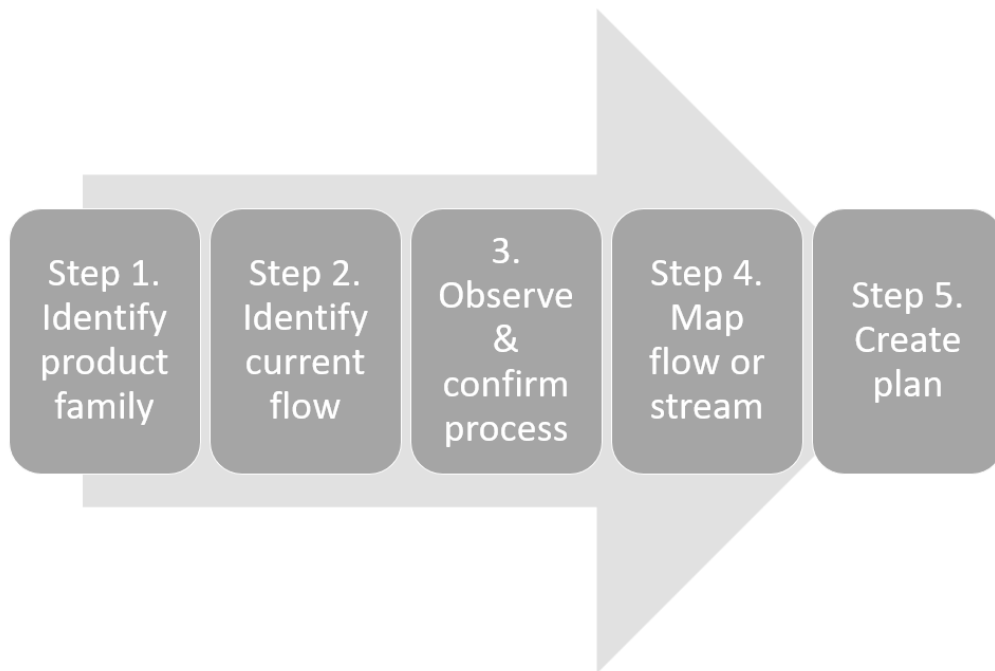 Step 1.
Identify
product
family
Step 2.
Identify
current
flow
3.
Observe
&
confirm
process
Step 4.
Map
flow or
stream
Step 5.
Create
plan